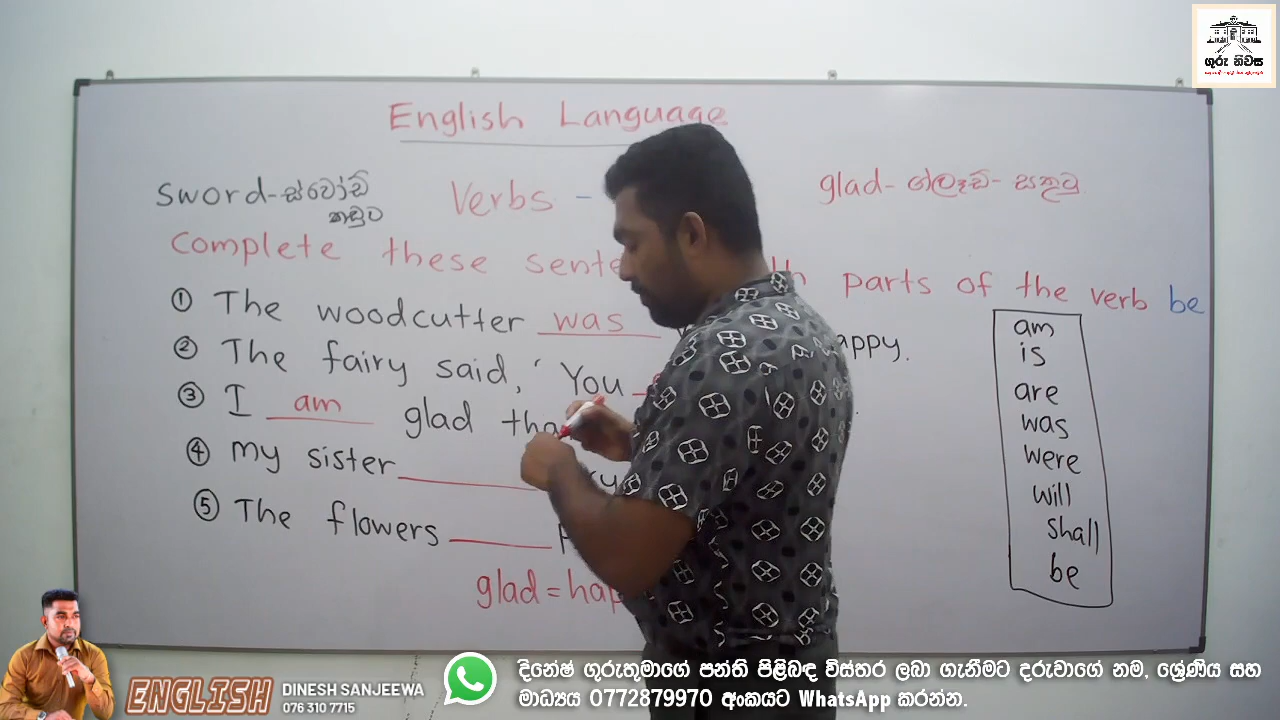 ගුරු නිවස
English Language
sword-ස්වෝඩ් glad- ග්ලෑඩ්- සතුටු
කඩුව
Verbs -
Complete these sente th parts of the verb be
① The woodcutter was appy.
② The fairy said, ‘ You
③ I am glad tha
④ My sister ry
⑤ The flowers
glad = hap
am
is
are
was
were
will
shall
be
ENGLISH DINESH SANJEEWA
076 310 7715
දිනේෂ් ගුරුතුමාගේ පන්ති පිළිබඳ විස්තර ලබා ගැනීමට දරුවාගේ නම, ශ්‍රේණිය සහ
මාධ්‍යය 0772879970 අංකයට WhatsApp කරන්න.